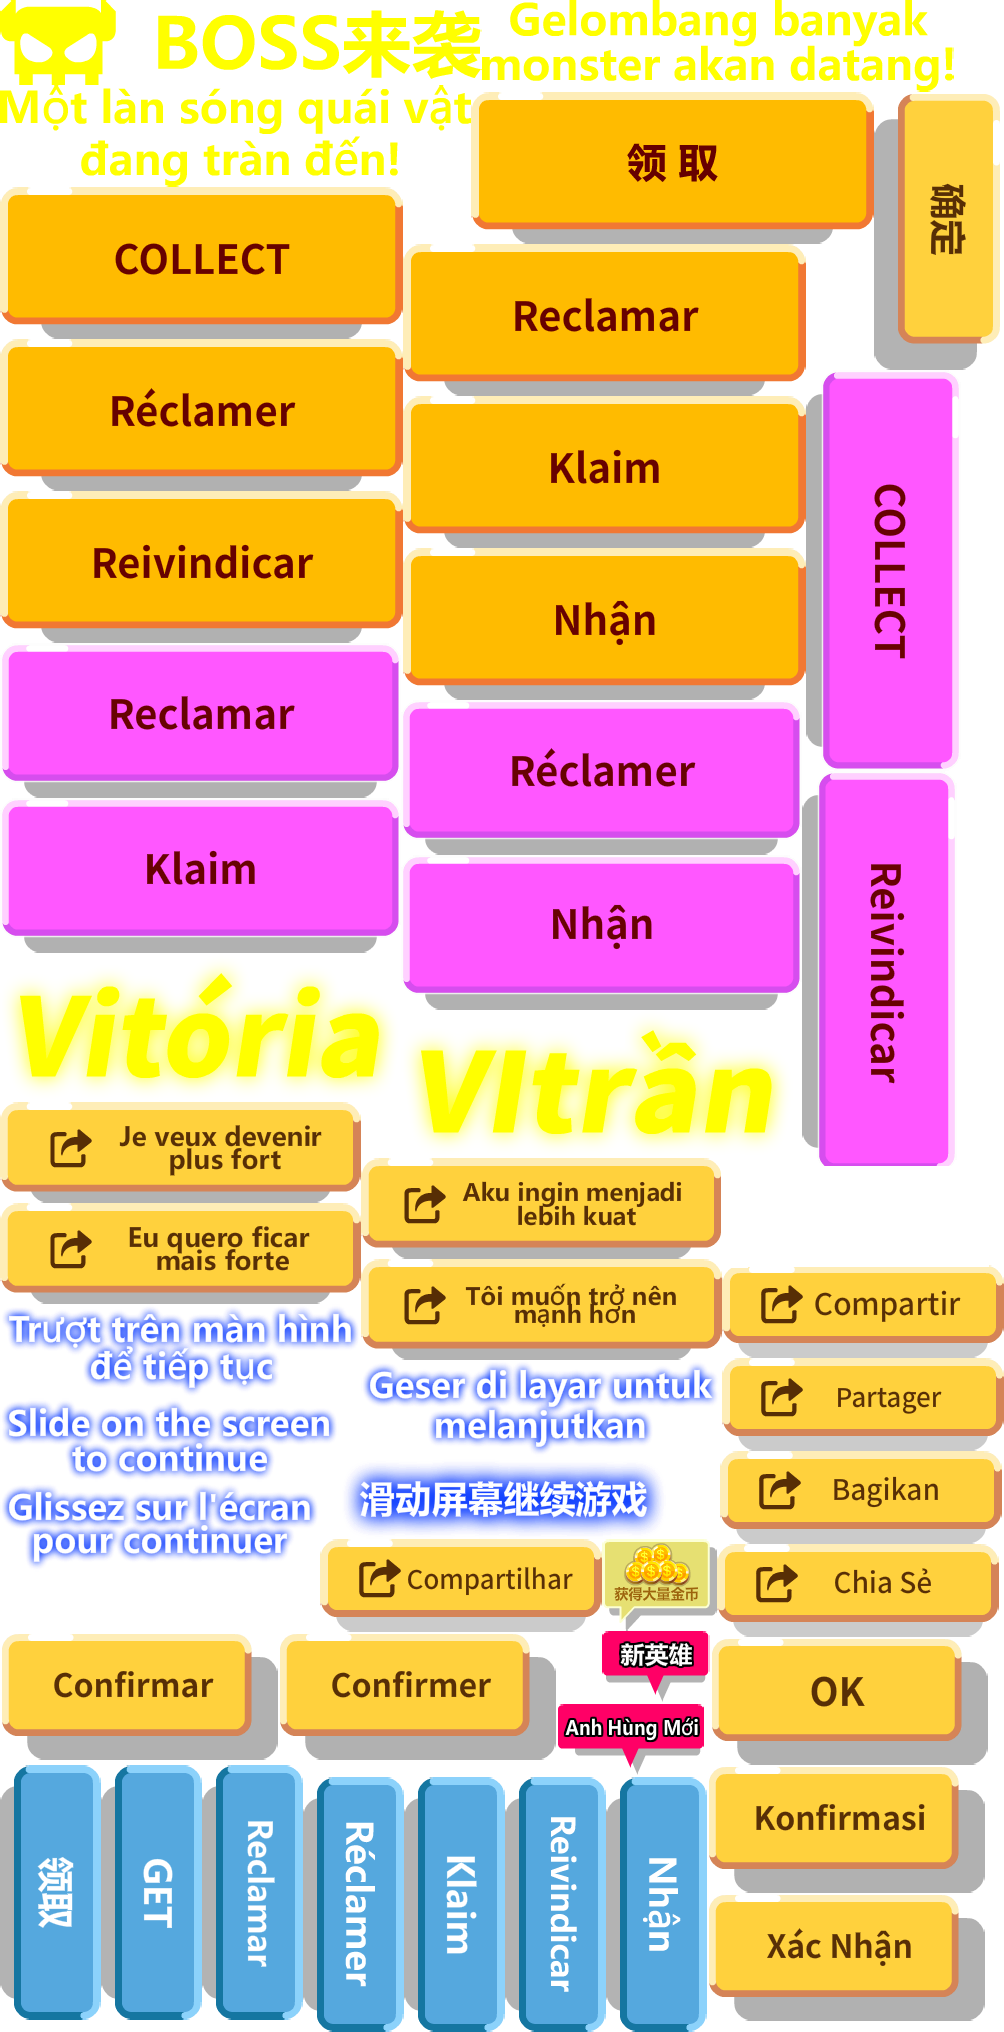 BOSS来袭
Gelombang banyak
monster akan datang!
Một làn sóng quái vật
đang tràn đến!
领 取
确定
COLLECT
Reclamar
Réclamer
Klaim
Reivindicar
Nhận
COLLECT
Reclamar
Réclamer
Klaim
Nhận
Reivindicar
Vitória
VItrần
Je veux devenir
plus fort
Aku ingin menjadi
lebih kuat
Eu quero ficar
mais forte
Tôi muốn trở nên
mạnh hơn
Compartir
Trượt trên màn hình
để tiếp tục
Geser di layar untuk
melanjutkan
Partager
Slide on the screen
to continue
Bagikan
Glissez sur l'écran
pour continuer
滑动屏幕继续游戏
Compartilhar
获得大量金币
Chia Sẻ
新英雄
Confirmar
Confirmer
OK
Anh Hùng Mới
领取
GET
Reclamar
Réclamer
Klaim
Reivindicar
Nhận
Konfirmasi
Xác Nhận